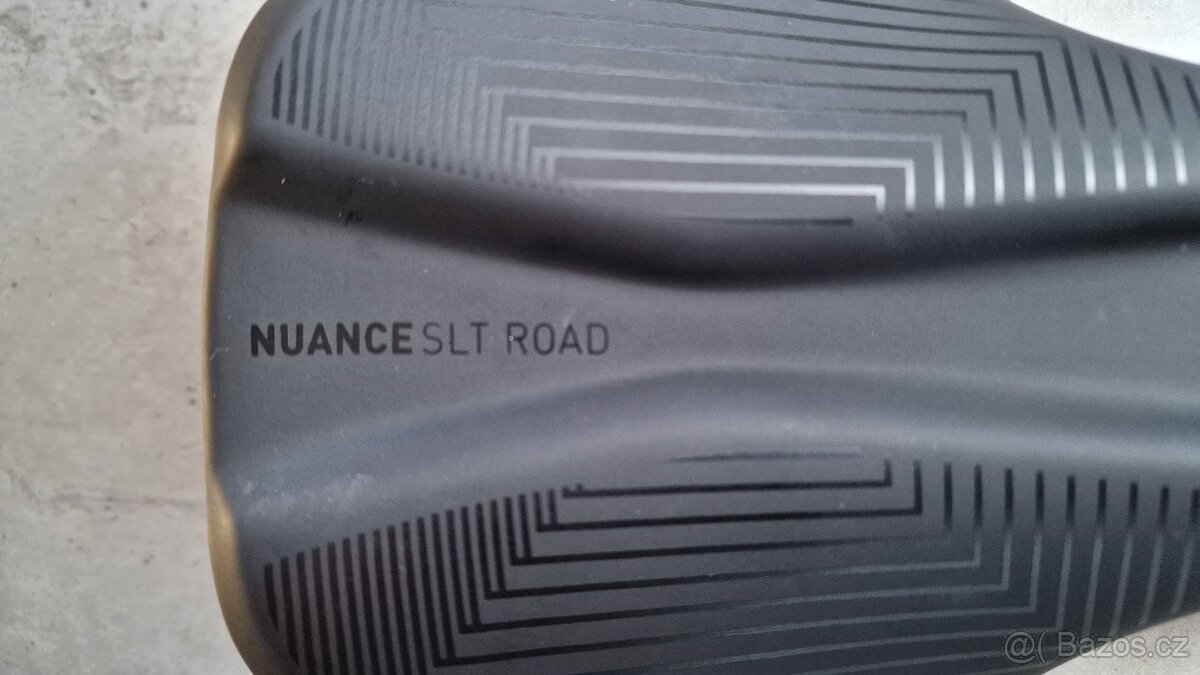 NUANCE SLT ROAD
@( Bazos.cz